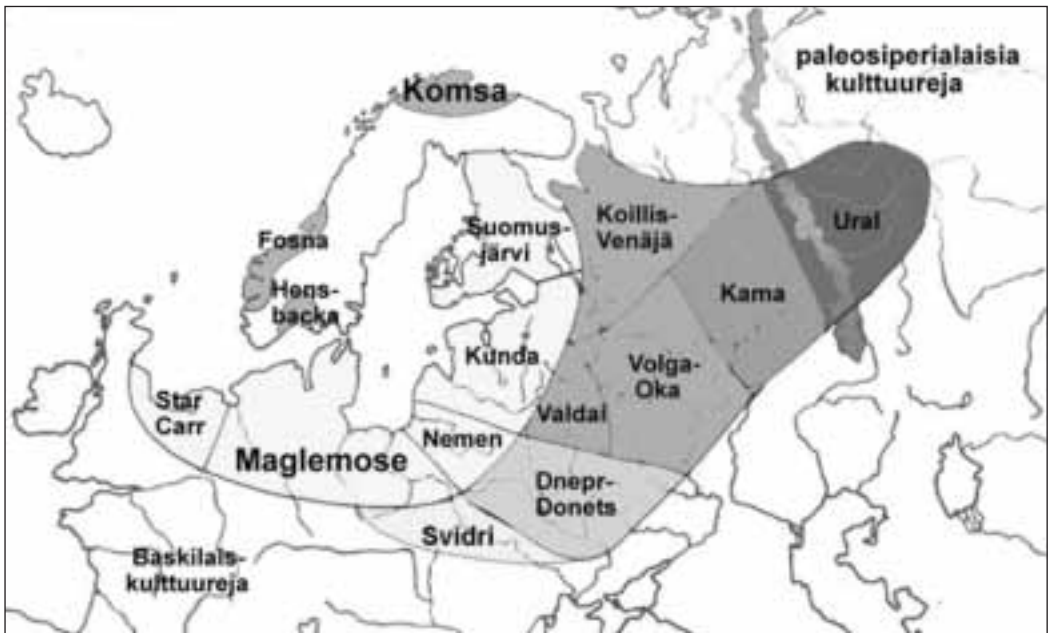 paleosiperialaisia
kulttuureja
Komsa
Ural
Koillis-
Venäjä
Suomus-
järvi
Fosna
Kama
Hens-
backa
Kunda
Volga-
Oka
Star
Carr
Valdai
Nemen
Maglemose
Dnepr-
Donets
Svidri
Baskilais-
kulttuureja